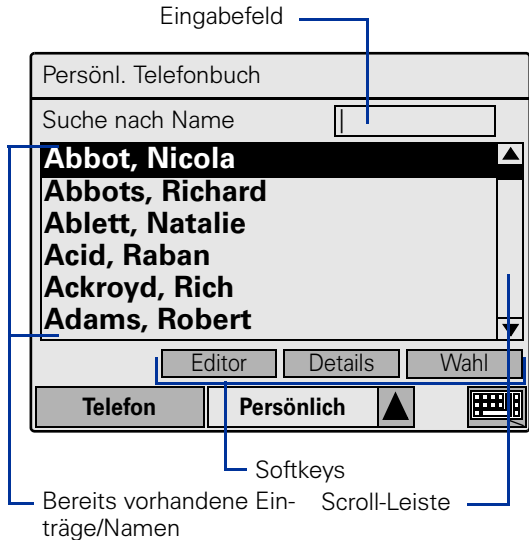 Eingabefeld
Persönl. Telefonbuch
Suche nach Name
Abbot, Nicola
Abbots, Richard
Ablett, Natalie
Acid, Raban
Ackroyd, Rich
Adams, Robert
Editor Details Wahl
Telefon Persönlich
Softkeys
Bereits vorhandene Ein-
träge/Namen
Scroll-Leiste